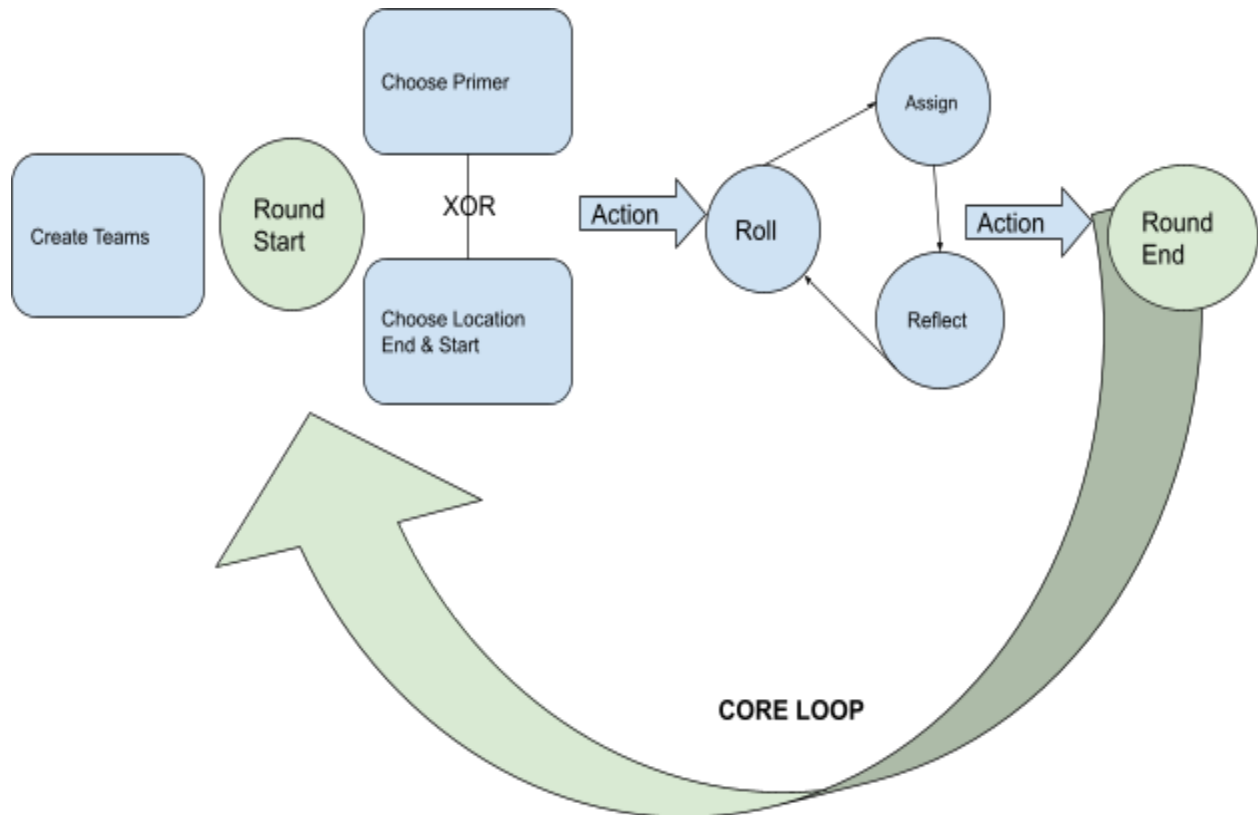 Create Teams
Round
Start
Choose Primer
XOR
Choose Location
End & Start
Action
Roll
Assign
Reflect
Action
Round
End
CORE LOOP